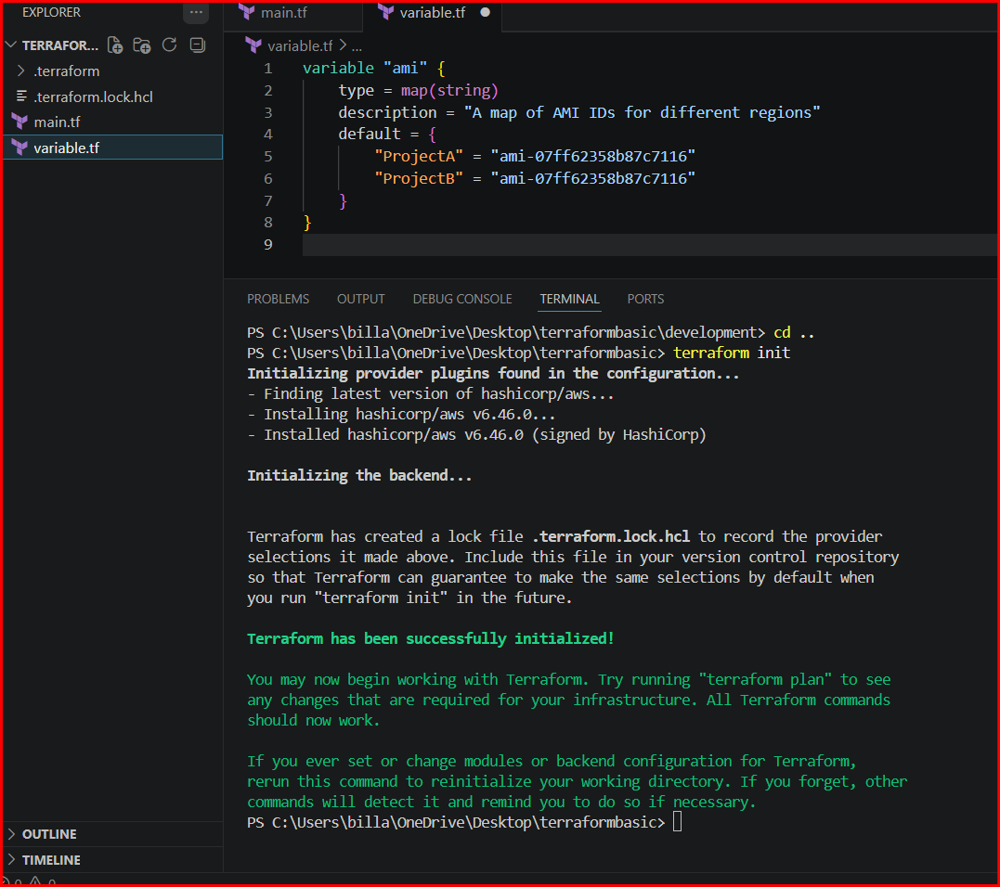 EXPLORER
...
TERRAFOR...
.terraform
.terraform.lock.hcl
main.tf
variable.tf
main.tf
variable.tf
variable.tf > ...
1 variable "ami" {
2 type = map(string)
3 description = "A map of AMI IDs for different regions"
4 default = {
5 "ProjectA" = "ami-07ff62358b87c7116"
6 "ProjectB" = "ami-07ff62358b87c7116"
7 }
8 }
9
PROBLEMS OUTPUT DEBUG CONSOLE TERMINAL PORTS
PS C:\Users\billa\OneDrive\Desktop\terraformbasic\development> cd ..
PS C:\Users\billa\OneDrive\Desktop\terraformbasic> terraform init
Initializing provider plugins found in the configuration...
- Finding latest version of hashicorp/aws...
- Installing hashicorp/aws v6.46.0...
- Installed hashicorp/aws v6.46.0 (signed by HashiCorp)
Initializing the backend...
Terraform has created a lock file .terraform.lock.hcl to record the provider
selections it made above. Include this file in your version control repository
so that Terraform can guarantee to make the same selections by default when
you run "terraform init" in the future.
Terraform has been successfully initialized!
You may now begin working with Terraform. Try running "terraform plan" to see
any changes that are required for your infrastructure. All Terraform commands
should now work.
If you ever set or change modules or backend configuration for Terraform,
rerun this command to reinitialize your working directory. If you forget, other
commands will detect it and remind you to do so if necessary.
PS C:\Users\billa\OneDrive\Desktop\terraformbasic>
OUTLINE
TIMELINE